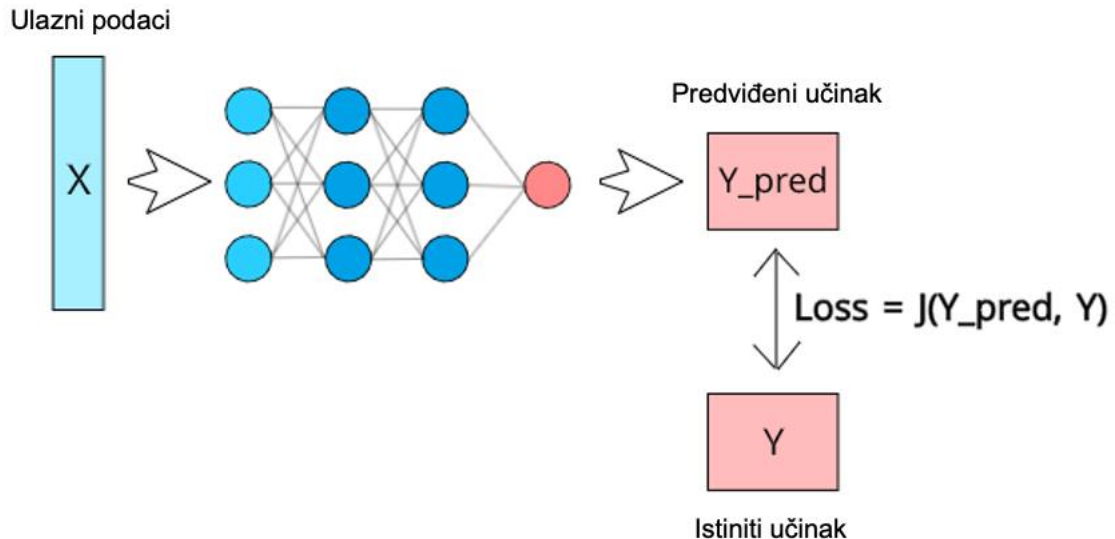 Ulazni podaci
X
Predviđeni učinak
Y_pred
Loss = J(Y_pred, Y)
Y
Istiniti učinak